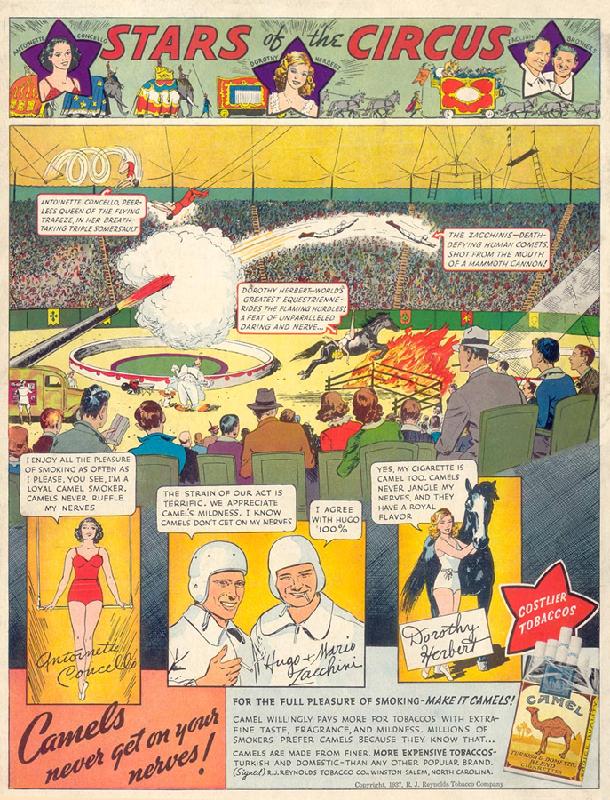 ANTOINETTE CONCELLO
STARS of the CIRCUS
DOROTHY HERBERT
ZACCHINI BROTHERS
ANTOINETTE CONCELLO, PEER-
LESS QUEEN OF THE FLYING
TRAPEZE, IN HER BREATH-
TAKING TRIPLE SOMERSAULT
THE ZACCHINIS—DEATH-
DEFYING HUMAN COMETS,
SHOT FROM THE MOUTH
OF A MAMMOTH CANNON!
DOROTHY HERBERT—WORLD'S
GREATEST EQUESTRIENNE—
RIDES THE FLAMING HURDLES!
A FEAT OF UNPARALLELED
DARING AND NERVE...
I ENJOY ALL THE PLEASURE
OF SMOKING AS OFTEN AS
I PLEASE. YOU SEE, I'M A
LOYAL CAMEL SMOKER.
CAMELS NEVER RUFFLE
MY NERVES
THE STRAIN OF OUR ACT IS
TERRIFIC. WE APPRECIATE
CAMEL'S MILDNESS. I KNOW
CAMELS DON'T GET ON MY NERVES
I AGREE
WITH HUGO
100%
YES, MY CIGARETTE IS
CAMEL TOO. CAMELS
NEVER JANGLE MY
NERVES, AND THEY
HAVE A ROYAL
FLAVOR
Antoinette
Concello
Hugo + Mario
Zacchini
Dorothy
Herbert
COSTLIER
TOBACCOS
Camels
never get on your
nerves!
FOR THE FULL PLEASURE OF SMOKING—MAKE IT CAMELS!
CAMEL WILLINGLY PAYS MORE FOR TOBACCOS WITH EXTRA-
FINE TASTE, FRAGRANCE, AND MILDNESS. MILLIONS OF
SMOKERS PREFER CAMELS BECAUSE THEY KNOW THAT...
CAMELS ARE MADE FROM FINER, MORE EXPENSIVE TOBACCOS—
TURKISH AND DOMESTIC—THAN ANY OTHER POPULAR BRAND.
(Signed) R.J. REYNOLDS TOBACCO CO. WINSTON SALEM, NORTH CAROLINA.
CAMEL
TURKISH & DOMESTIC
BLEND
CIGARETTES
Copyright, 1937, R. J. Reynolds Tobacco Company